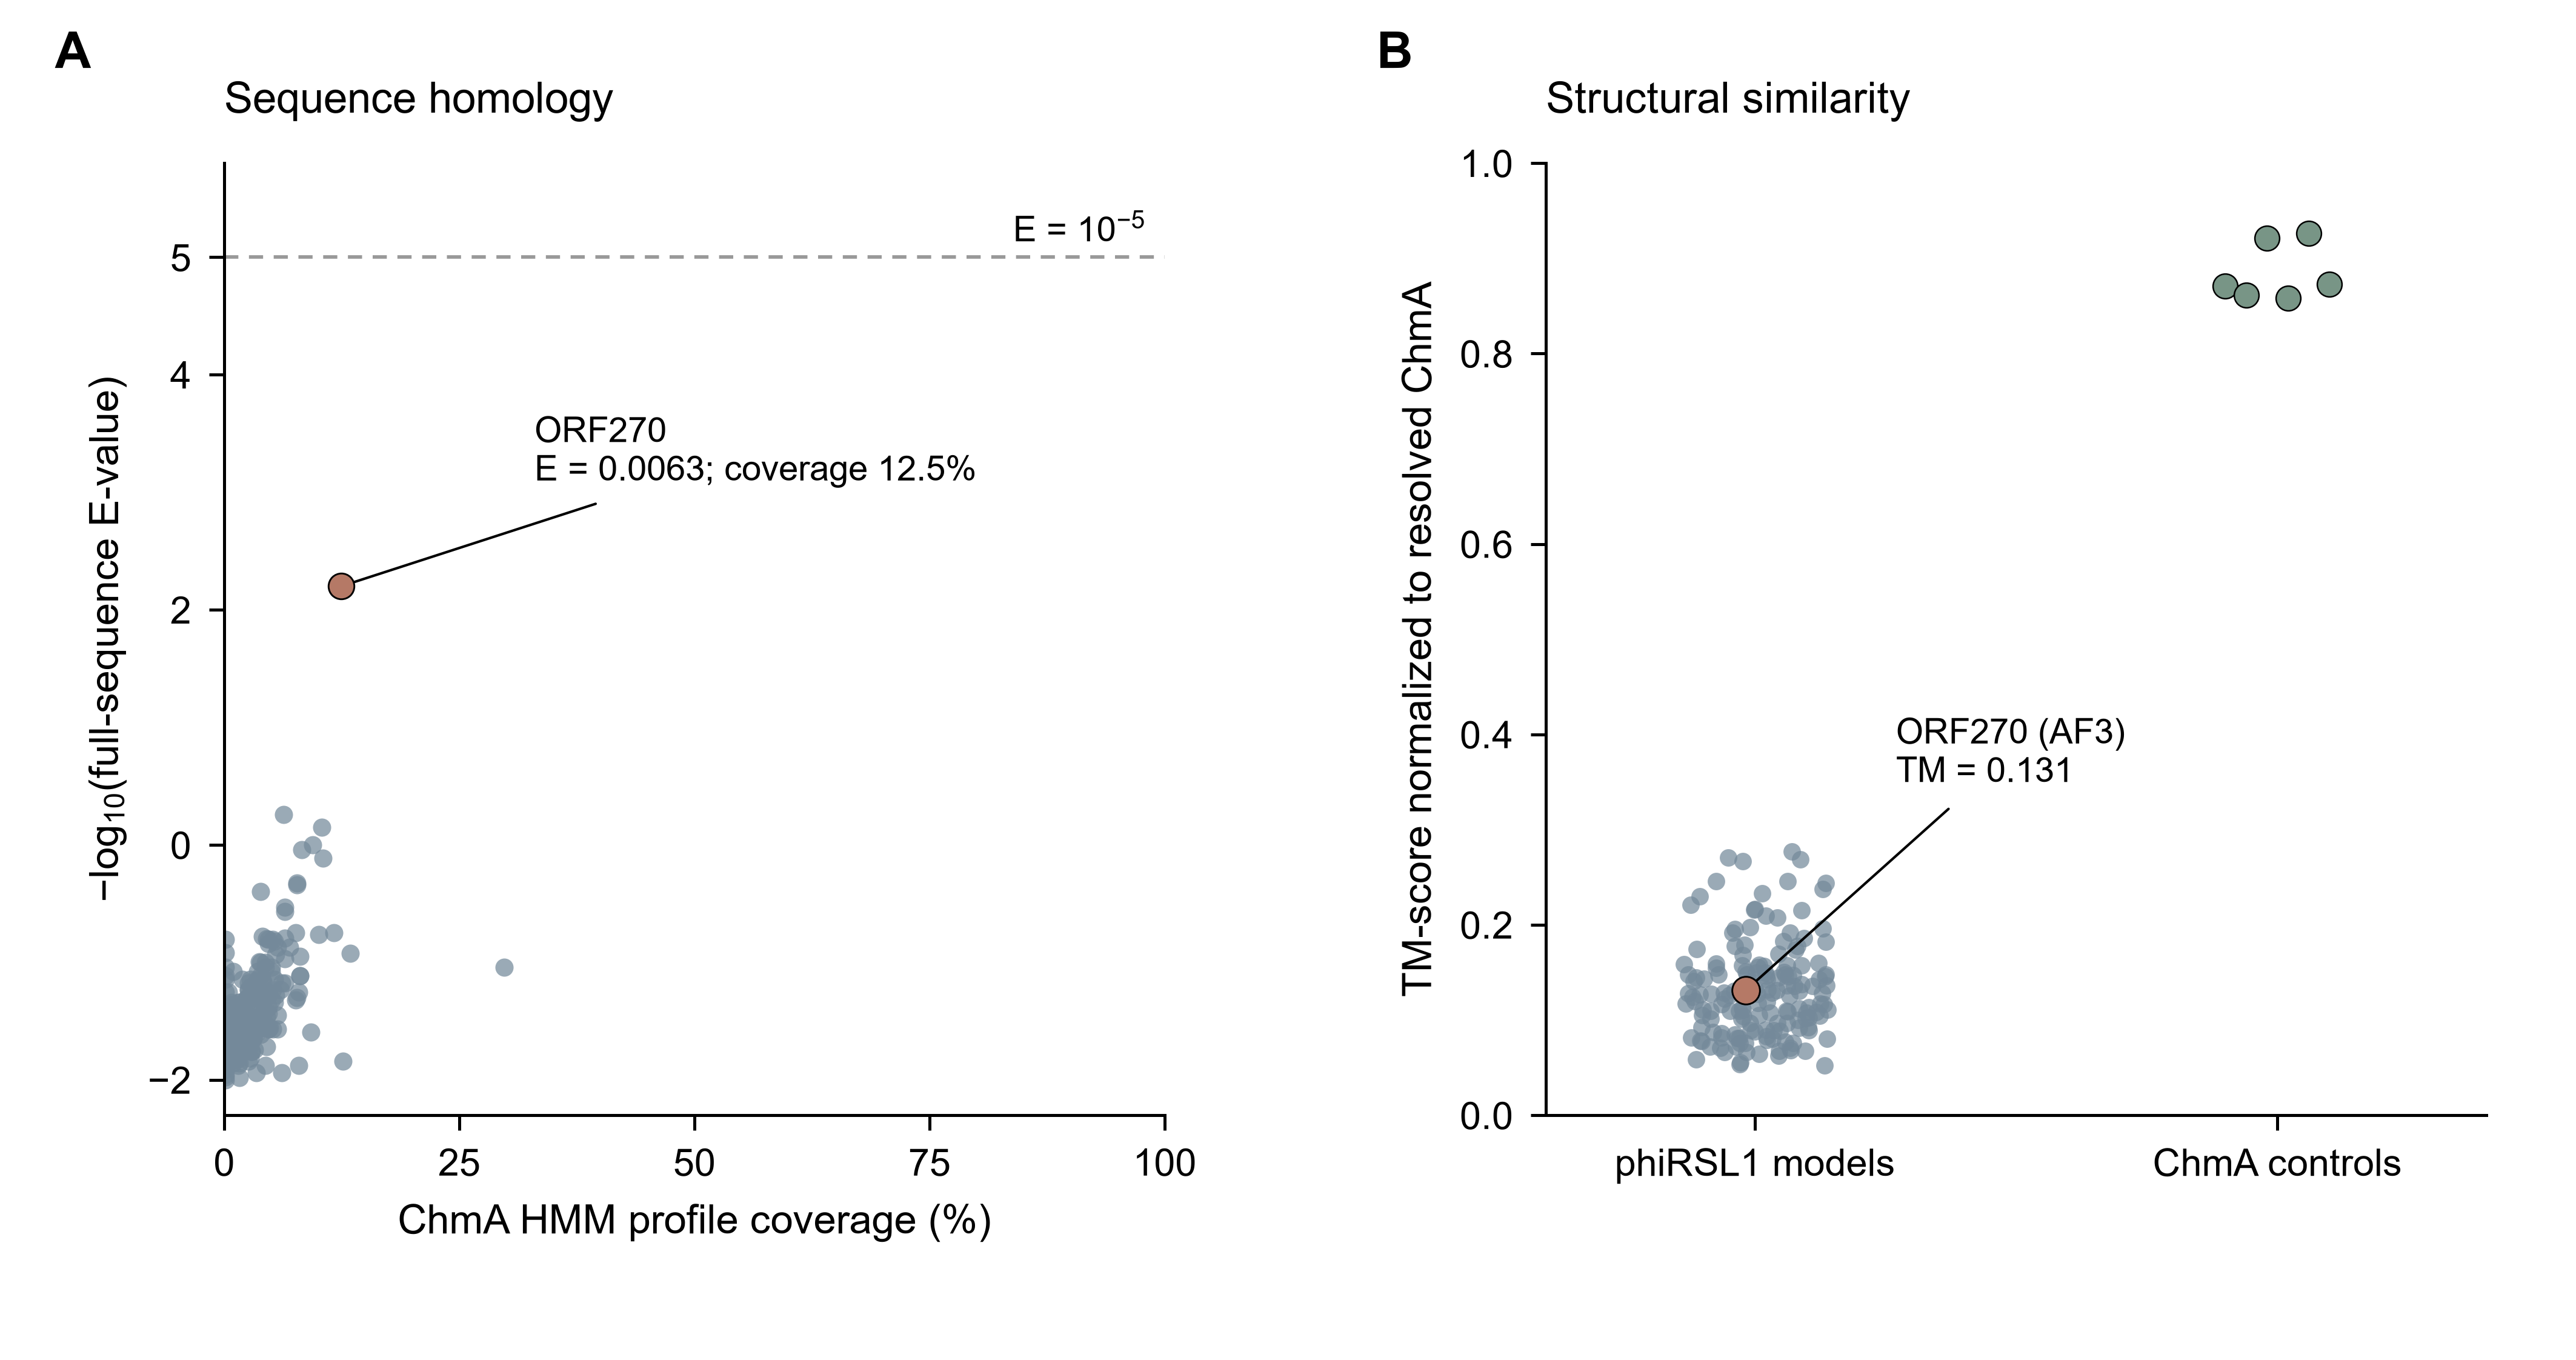 A
Sequence homology
−log₁₀(full-sequence E-value)
5
4
2
0
−2
E = 10⁻⁵
ORF270
E = 0.0063; coverage 12.5%
0 25 50 75 100
ChmA HMM profile coverage (%)
B
Structural similarity
TM-score normalized to resolved ChmA
1.0
0.8
0.6
0.4
0.2
0.0
ORF270 (AF3)
TM = 0.131
phiRSL1 models ChmA controls